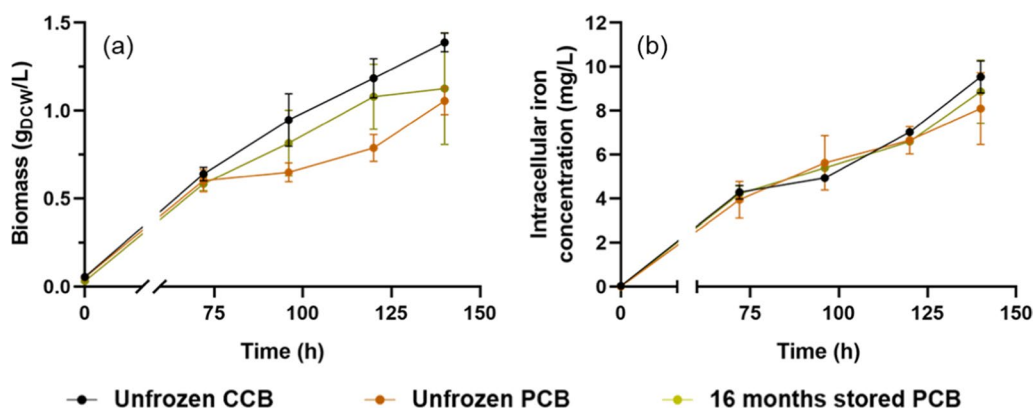 (a)
1.5
1.0
0.5
0.0
Biomass (gDCW/L)
0
75
100
125
150
Time (h)
(b)
12
10
8
6
4
2
0
Intracellular iron
concentration (mg/L)
0
75
100
125
150
Time (h)
Unfrozen CCB
Unfrozen PCB
16 months stored PCB